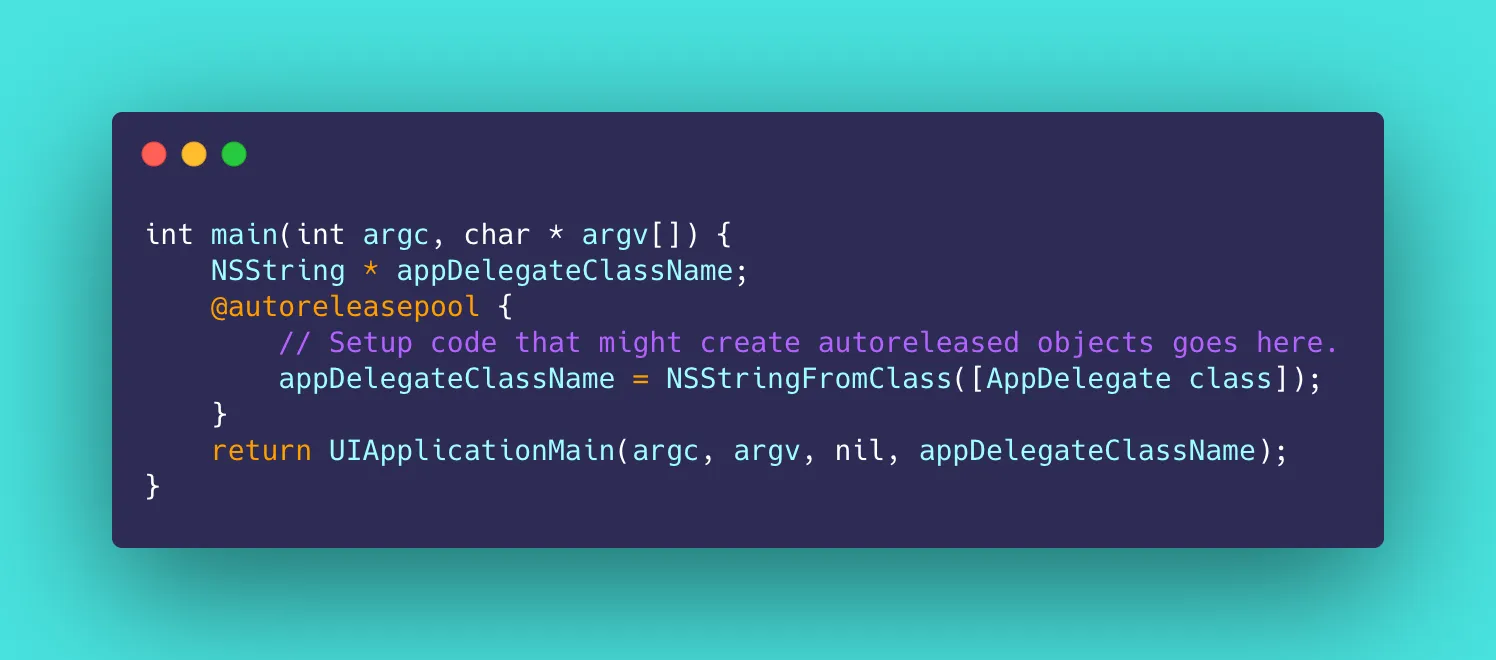 int main(int argc, char * argv[]) {
    NSString * appDelegateClassName;
    @autoreleasepool {
        // Setup code that might create autoreleased objects goes here.
        appDelegateClassName = NSStringFromClass([AppDelegate class]);
    }
    return UIApplicationMain(argc, argv, nil, appDelegateClassName);
}